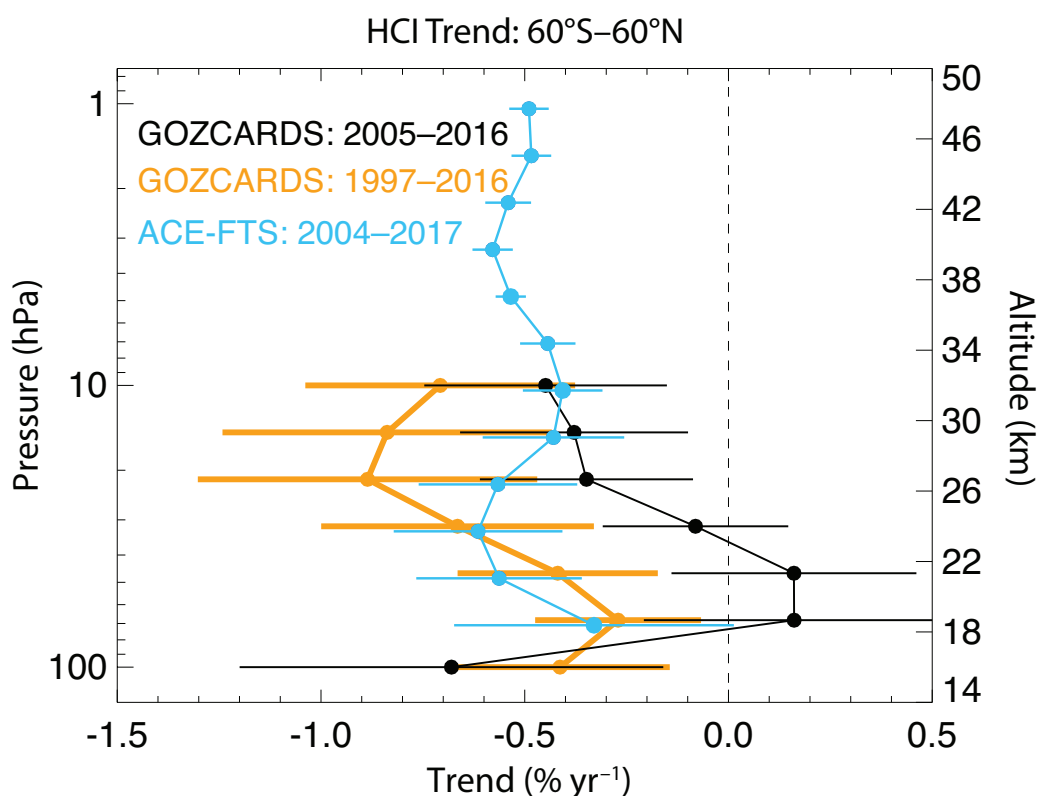 HCl Trend: 60°S–60°N
GOZCARDS: 2005–2016
GOZCARDS: 1997–2016
ACE-FTS: 2004–2017
Pressure (hPa)
1
10
100
50
46
42
38
34
30
26
22
18
14
Altitude (km)
-1.5 -1.0 -0.5 0.0 0.5
Trend (% yr⁻¹)